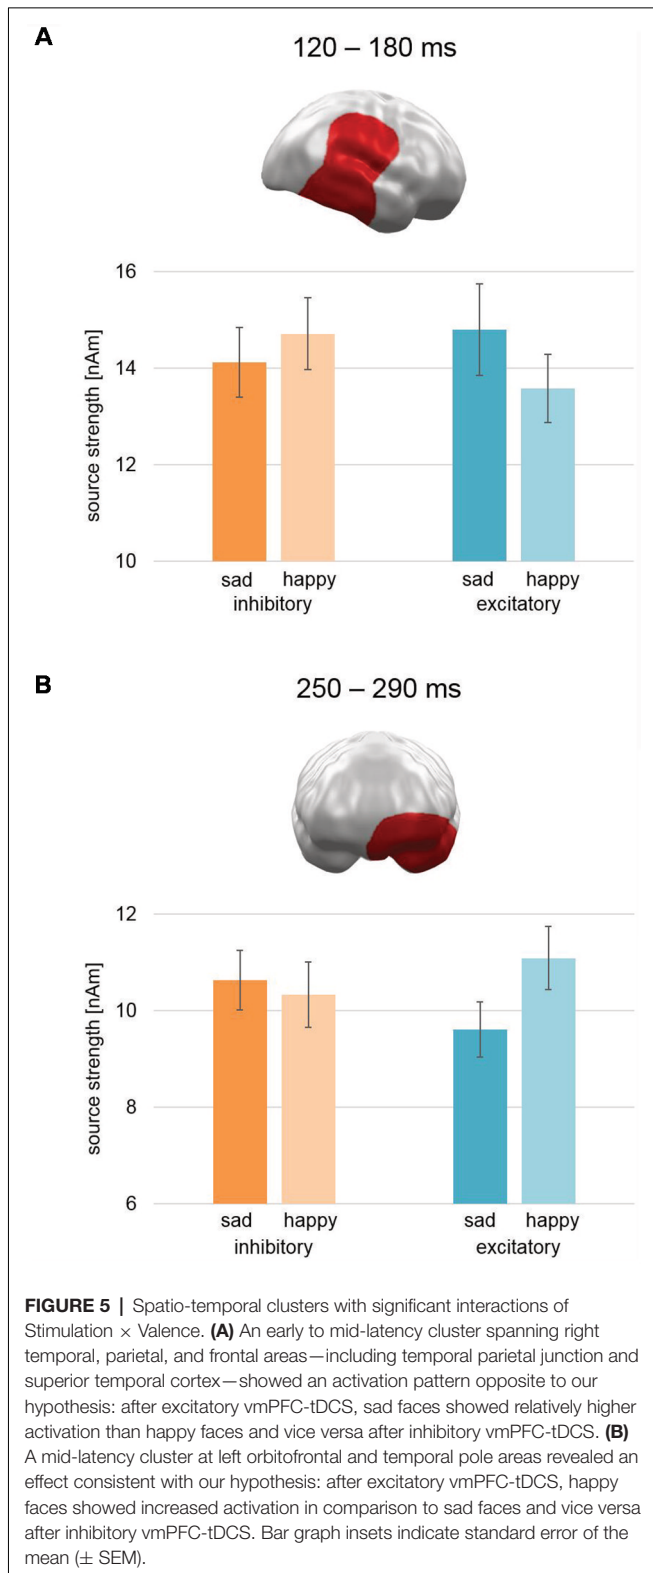 A
120 – 180 ms
16
14
12
10
source strength [nAm]
sad happy sad happy
inhibitory excitatory
B
250 – 290 ms
12
10
8
6
source strength [nAm]
sad happy sad happy
inhibitory excitatory
FIGURE 5 | Spatio-temporal clusters with significant interactions of
Stimulation × Valence. (A) An early to mid-latency cluster spanning right
temporal, parietal, and frontal areas—including temporal parietal junction and
superior temporal cortex—showed an activation pattern opposite to our
hypothesis: after excitatory vmPFC-tDCS, sad faces showed relatively higher
activation than happy faces and vice versa after inhibitory vmPFC-tDCS. (B)
A mid-latency cluster at left orbitofrontal and temporal pole areas revealed an
effect consistent with our hypothesis: after excitatory vmPFC-tDCS, happy
faces showed increased activation in comparison to sad faces and vice versa
after inhibitory vmPFC-tDCS. Bar graph insets indicate standard error of the
mean (± SEM).